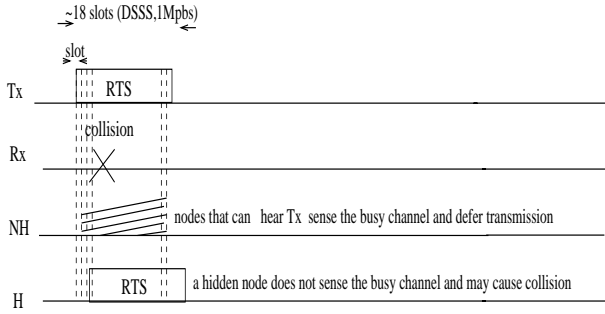 ~18 slots (DSSS,1Mpbs)
slot
Tx
RTS
collision
Rx
nodes that can hear Tx sense the busy channel and defer transmission
NH
RTS
a hidden node does not sense the busy channel and may cause collision
H